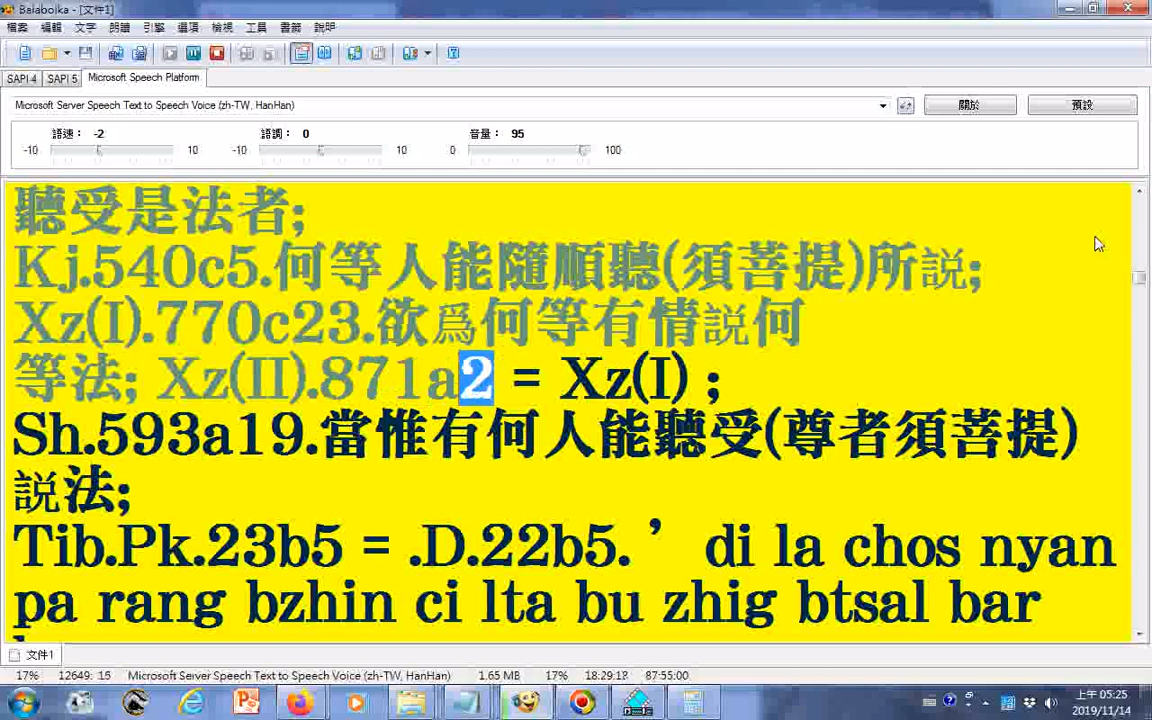 Balabolka - [文件1]
檔案 編輯 文字 朗讀 引擎 選項 檢視 工具 書籤 說明
SAPI 4 SAPI 5 Microsoft Speech Platform
Microsoft Server Speech Text to Speech Voice (zh-TW, HanHan) 關於 預設
語速： -2 語調： 0 音量： 95
-10 10 -10 10 0 100
聽受是法者;
Kj.540c5.何等人能隨順聽(須菩提)所説;
Xz(I).770c23.欲爲何等有情説何
等法; Xz(II).871a2 = Xz(I) ;
Sh.593a19.當惟有何人能聽受(尊者須菩提)
説法;
Tib.Pk.23b5 = .D.22b5. ’ di la chos nyan
pa rang bzhin ci lta bu zhig btsal bar
文件1
17% 12649: 15 Microsoft Server Speech Text to Speech Voice (zh-TW, HanHan) 1.65 MB 17% 18:29:18 87:55:00
上午 05:25
2019/11/14